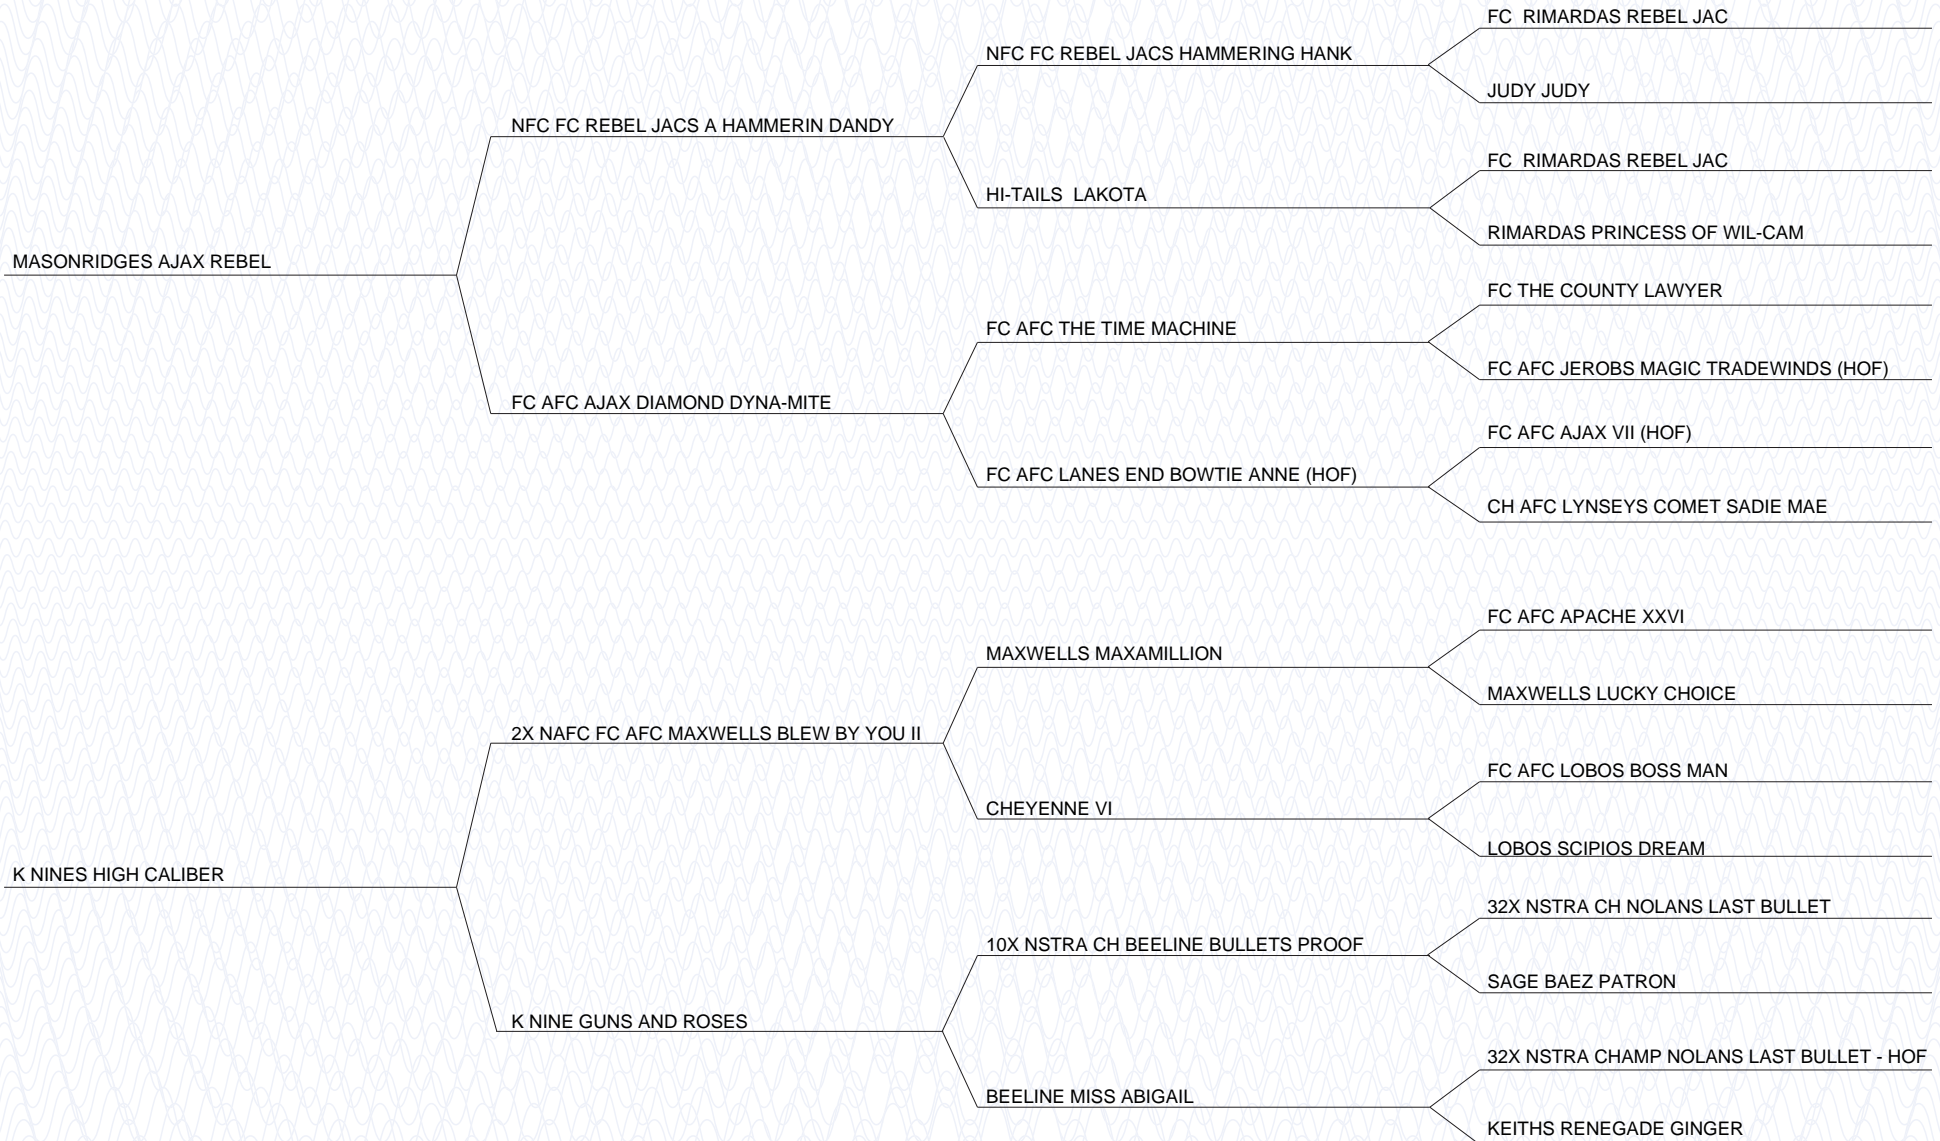 FC  RIMARDAS REBEL JAC
NFC FC REBEL JACS HAMMERING HANK
JUDY JUDY
NFC FC REBEL JACS A HAMMERIN DANDY
FC  RIMARDAS REBEL JAC
HI-TAILS  LAKOTA
RIMARDAS PRINCESS OF WIL-CAM
MASONRIDGES AJAX REBEL
FC THE COUNTY LAWYER
FC AFC THE TIME MACHINE
FC AFC JEROBS MAGIC TRADEWINDS (HOF)
FC AFC AJAX DIAMOND DYNA-MITE
FC AFC AJAX VII (HOF)
FC AFC LANES END BOWTIE ANNE (HOF)
CH AFC LYNSEYS COMET SADIE MAE
FC AFC APACHE XXVI
MAXWELLS MAXAMILLION
MAXWELLS LUCKY CHOICE
2X NAFC FC AFC MAXWELLS BLEW BY YOU II
FC AFC LOBOS BOSS MAN
CHEYENNE VI
LOBOS SCIPIOS DREAM
K NINES HIGH CALIBER
32X NSTRA CH NOLANS LAST BULLET
10X NSTRA CH BEELINE BULLETS PROOF
SAGE BAEZ PATRON
K NINE GUNS AND ROSES
32X NSTRA CHAMP NOLANS LAST BULLET - HOF
BEELINE MISS ABIGAIL
KEITHS RENEGADE GINGER